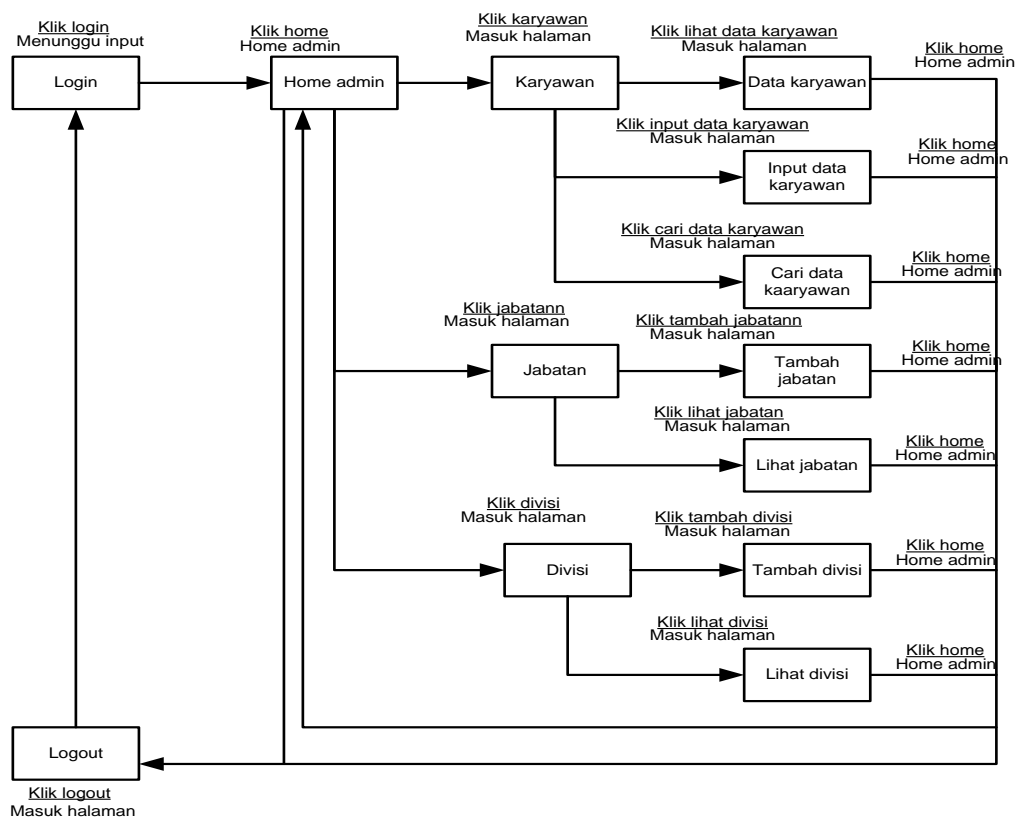 Klik login
Menunggu input
Login
Klik home
Home admin
Home admin
Klik karyawan
Masuk halaman
Karyawan
Klik lihat data karyawan
Masuk halaman
Data karyawan
Klik home
Home admin
Klik input data karyawan
Masuk halaman
Input data
karyawan
Klik home
Home admin
Klik cari data karyawan
Masuk halaman
Cari data
kaaryawan
Klik home
Home admin
Klik jabatann
Masuk halaman
Jabatan
Klik tambah jabatann
Masuk halaman
Tambah
jabatan
Klik home
Home admin
Klik lihat jabatan
Masuk halaman
Lihat jabatan
Klik home
Home admin
Klik divisi
Masuk halaman
Divisi
Klik tambah divisi
Masuk halaman
Tambah divisi
Klik home
Home admin
Klik lihat divisi
Masuk halaman
Lihat divisi
Klik home
Home admin
Logout
Klik logout
Masuk halaman